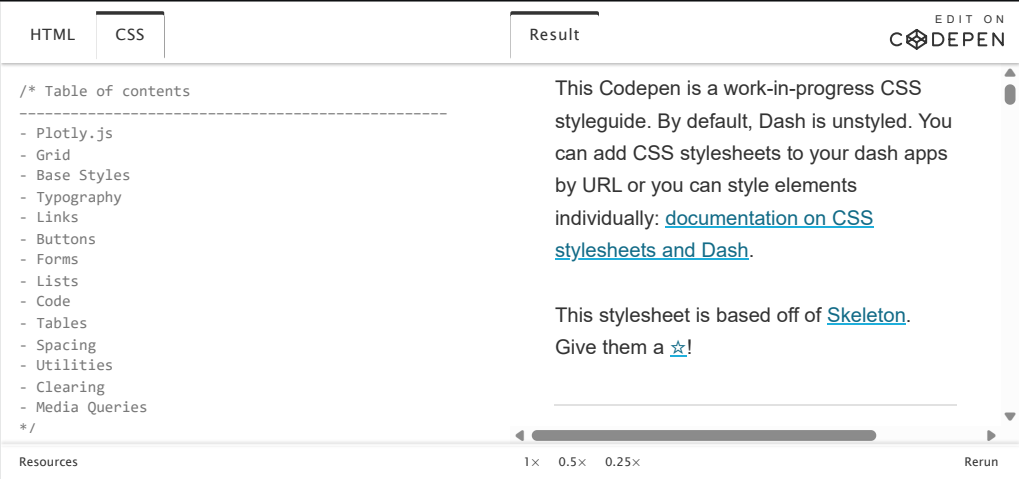 HTML
CSS
Result
EDIT ON
CODEPEN
/* Table of contents
--------------------------------------------------
- Plotly.js
- Grid
- Base Styles
- Typography
- Links
- Buttons
- Forms
- Lists
- Code
- Tables
- Spacing
- Utilities
- Clearing
- Media Queries
*/
This Codepen is a work-in-progress CSS
styleguide. By default, Dash is unstyled. You
can add CSS stylesheets to your dash apps
by URL or you can style elements
individually: documentation on CSS
stylesheets and Dash.
This stylesheet is based off of Skeleton.
Give them a ☆!
Resources
1× 0.5× 0.25×
Rerun